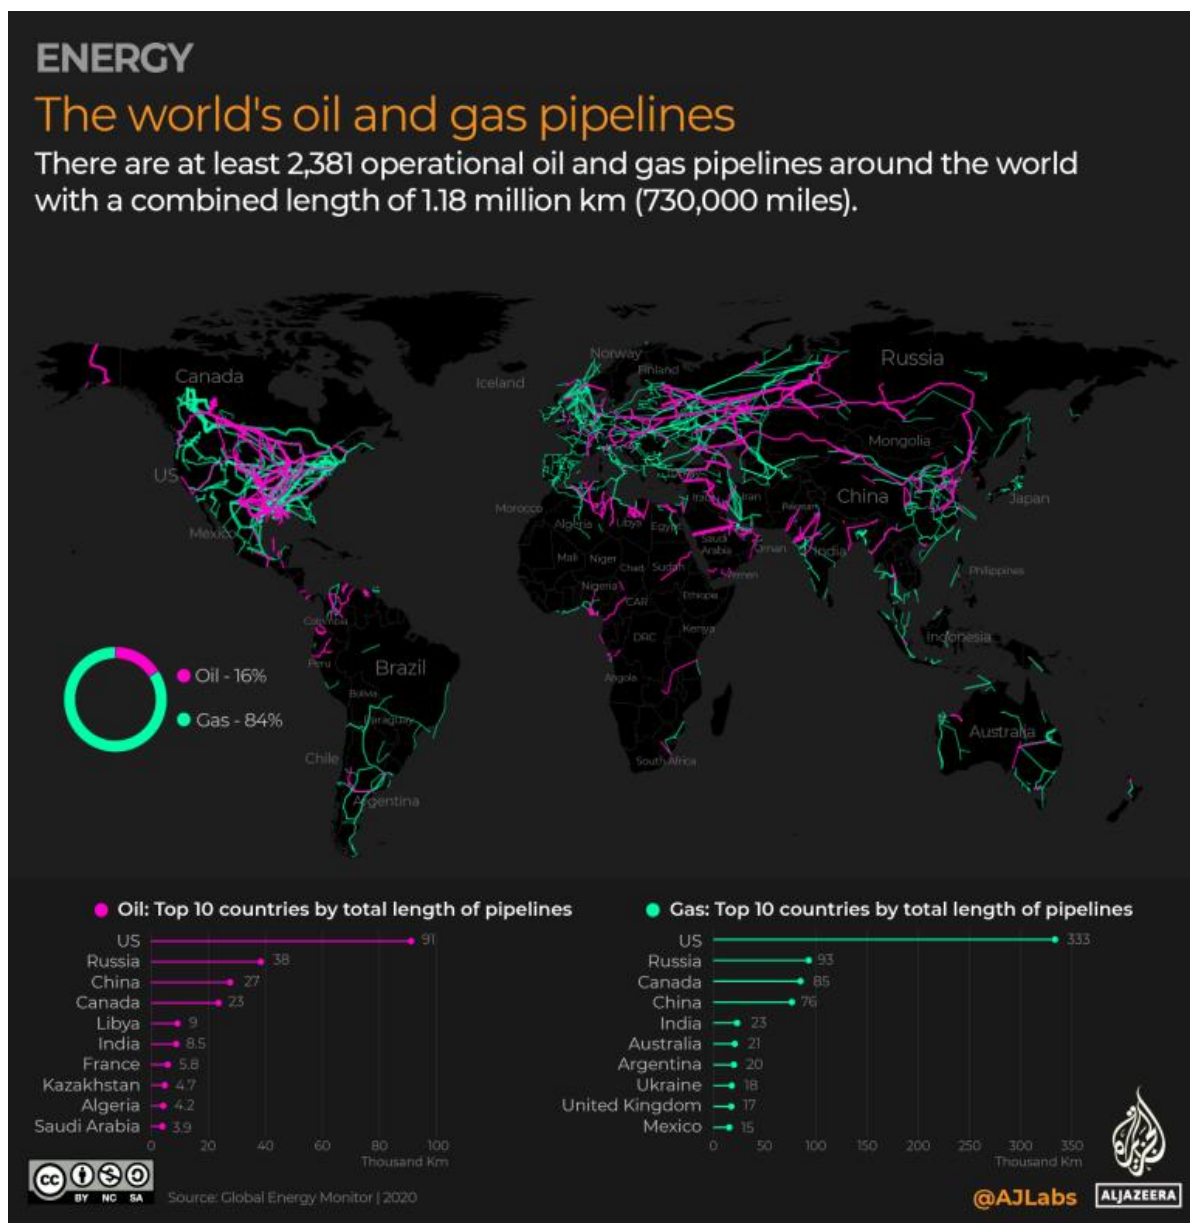 ENERGY
The world's oil and gas pipelines
There are at least 2,381 operational oil and gas pipelines around the world
with a combined length of 1.18 million km (730,000 miles).
Norway
Russia
Finland
Canada
Iceland
Mongolia
US
China
Japan
Morocco
Iran
Mexico
Algeria
Libya
Egypt
Saudi
Arabia
Oman
India
Mali
Niger
Chad
Sudan
Yemen
Philippines
Nigeria
Ethiopia
CAR
Colombia
Kenya
DRC
Indonesia
Peru
Brazil
Angola
Bolivia
Paraguay
Australia
Chile
South Africa
Argentina
Oil - 16%
Gas - 84%
Oil: Top 10 countries by total length of pipelines
US 91
Russia 38
China 27
Canada 23
Libya 9
India 8.5
France 5.8
Kazakhstan 4.7
Algeria 4.2
Saudi Arabia 3.9
0 20 40 60 80 100
Thousand Km
Gas: Top 10 countries by total length of pipelines
US 333
Russia 93
Canada 85
China 76
India 23
Australia 21
Argentina 20
Ukraine 18
United Kingdom 17
Mexico 15
0 50 100 150 200 250 300 350
Thousand Km
cc
BY NC SA
Source: Global Energy Monitor | 2020
@AJLabs
ALJAZEERA